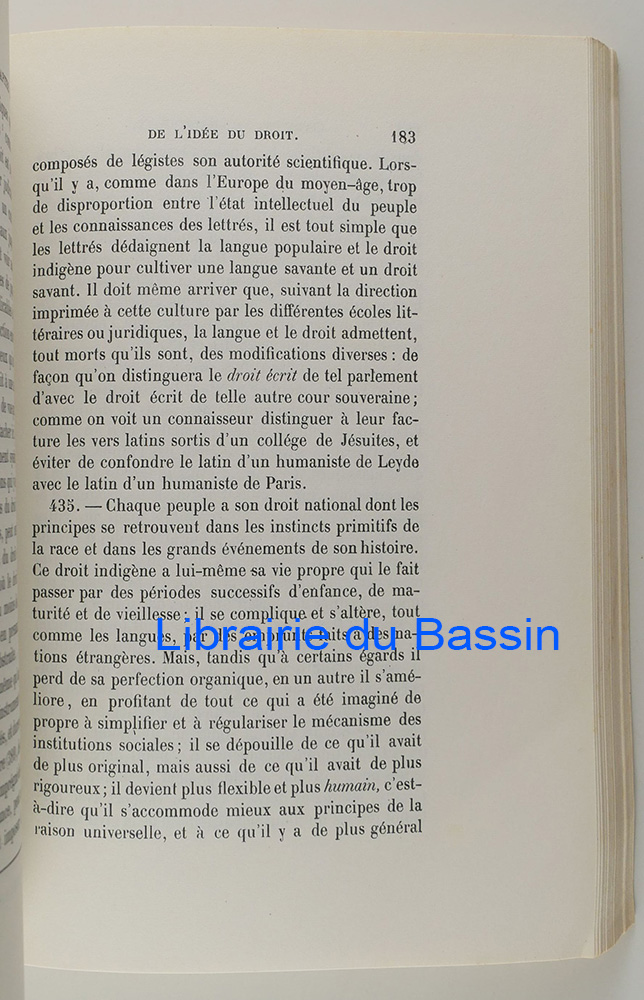 DE L'IDÉE DU DROIT. 183
composés de légistes son autorité scientifique. Lors-
qu'il y a, comme dans l'Europe du moyen-âge, trop
de disproportion entre l'état intellectuel du peuple
et les connaissances des lettrés, il est tout simple que
les lettrés dédaignent la langue populaire et le droit
indigène pour cultiver une langue savante et un droit
savant. Il doit même arriver que, suivant la direction
imprimée à cette culture par les différentes écoles lit-
téraires ou juridiques, la langue et le droit admettent,
tout morts qu'ils sont, des modifications diverses : de
façon qu'on distinguera le droit écrit de tel parlement
d'avec le droit écrit de telle autre cour souveraine ;
comme on voit un connaisseur distinguer à leur fac-
ture les vers latins sortis d'un collége de Jésuites, et
éviter de confondre le latin d'un humaniste de Leyde
avec le latin d'un humaniste de Paris.
435. — Chaque peuple a son droit national dont les
principes se retrouvent dans les instincts primitifs de
la race et dans les grands événements de son histoire.
Ce droit indigène a lui-même sa vie propre qui le fait
passer par des périodes successifs d'enfance, de ma-
turité et de vieillesse ; il se complique et s'altère, tout
comme les langues, par des emprunts faits à des na-
Librairie du Bassin
tions étrangères. Mais, tandis qu'à certains égards il
perd de sa perfection organique, en un autre il s'amé-
liore, en profitant de tout ce qui a été imaginé de
propre à simplifier et à régulariser le mécanisme des
institutions sociales ; il se dépouille de ce qu'il avait
de plus original, mais aussi de ce qu'il avait de plus
rigoureux ; il devient plus flexible et plus humain, c'est-
à-dire qu'il s'accommode mieux aux principes de la
raison universelle, et à ce qu'il y a de plus général